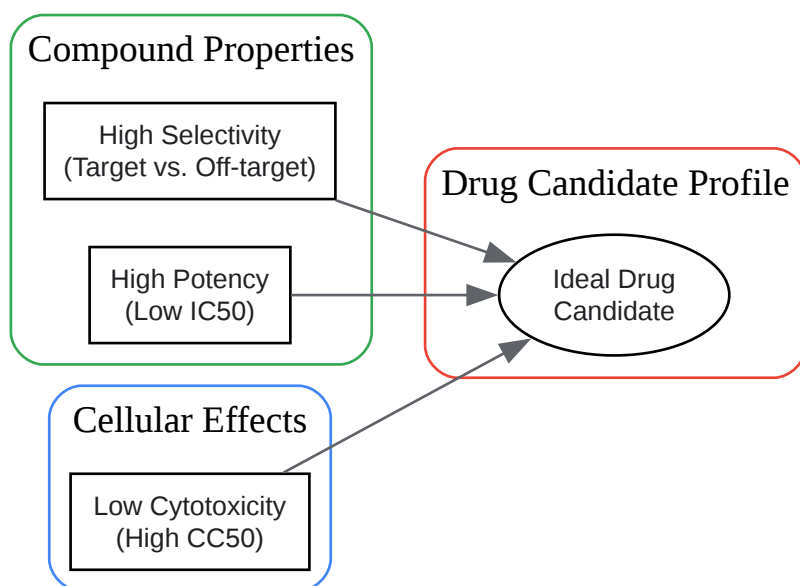 Compound Properties
High Selectivity
(Target vs. Off-target)
High Potency
(Low IC50)
Drug Candidate Profile
Ideal Drug
Candidate
Cellular Effects
Low Cytotoxicity
(High CC50)